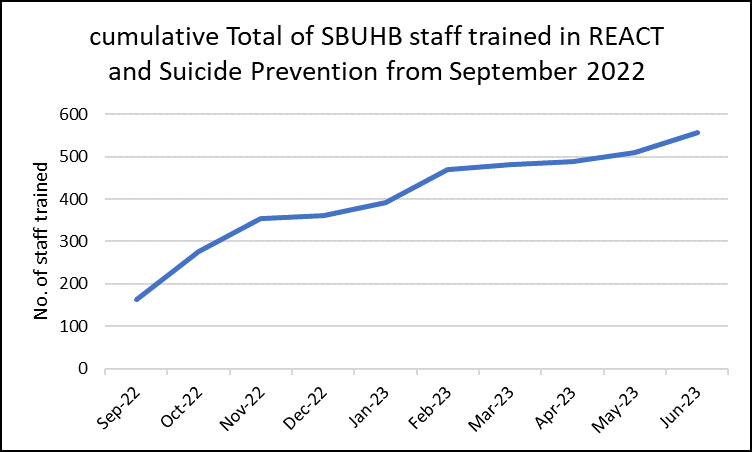 cumulative Total of SBUHB staff trained in REACT
and Suicide Prevention from September 2022
No. of staff trained
600
500
400
300
200
100
0
Sep-22
Oct-22
Nov-22
Dec-22
Jan-23
Feb-23
Mar-23
Apr-23
May-23
Jun-23